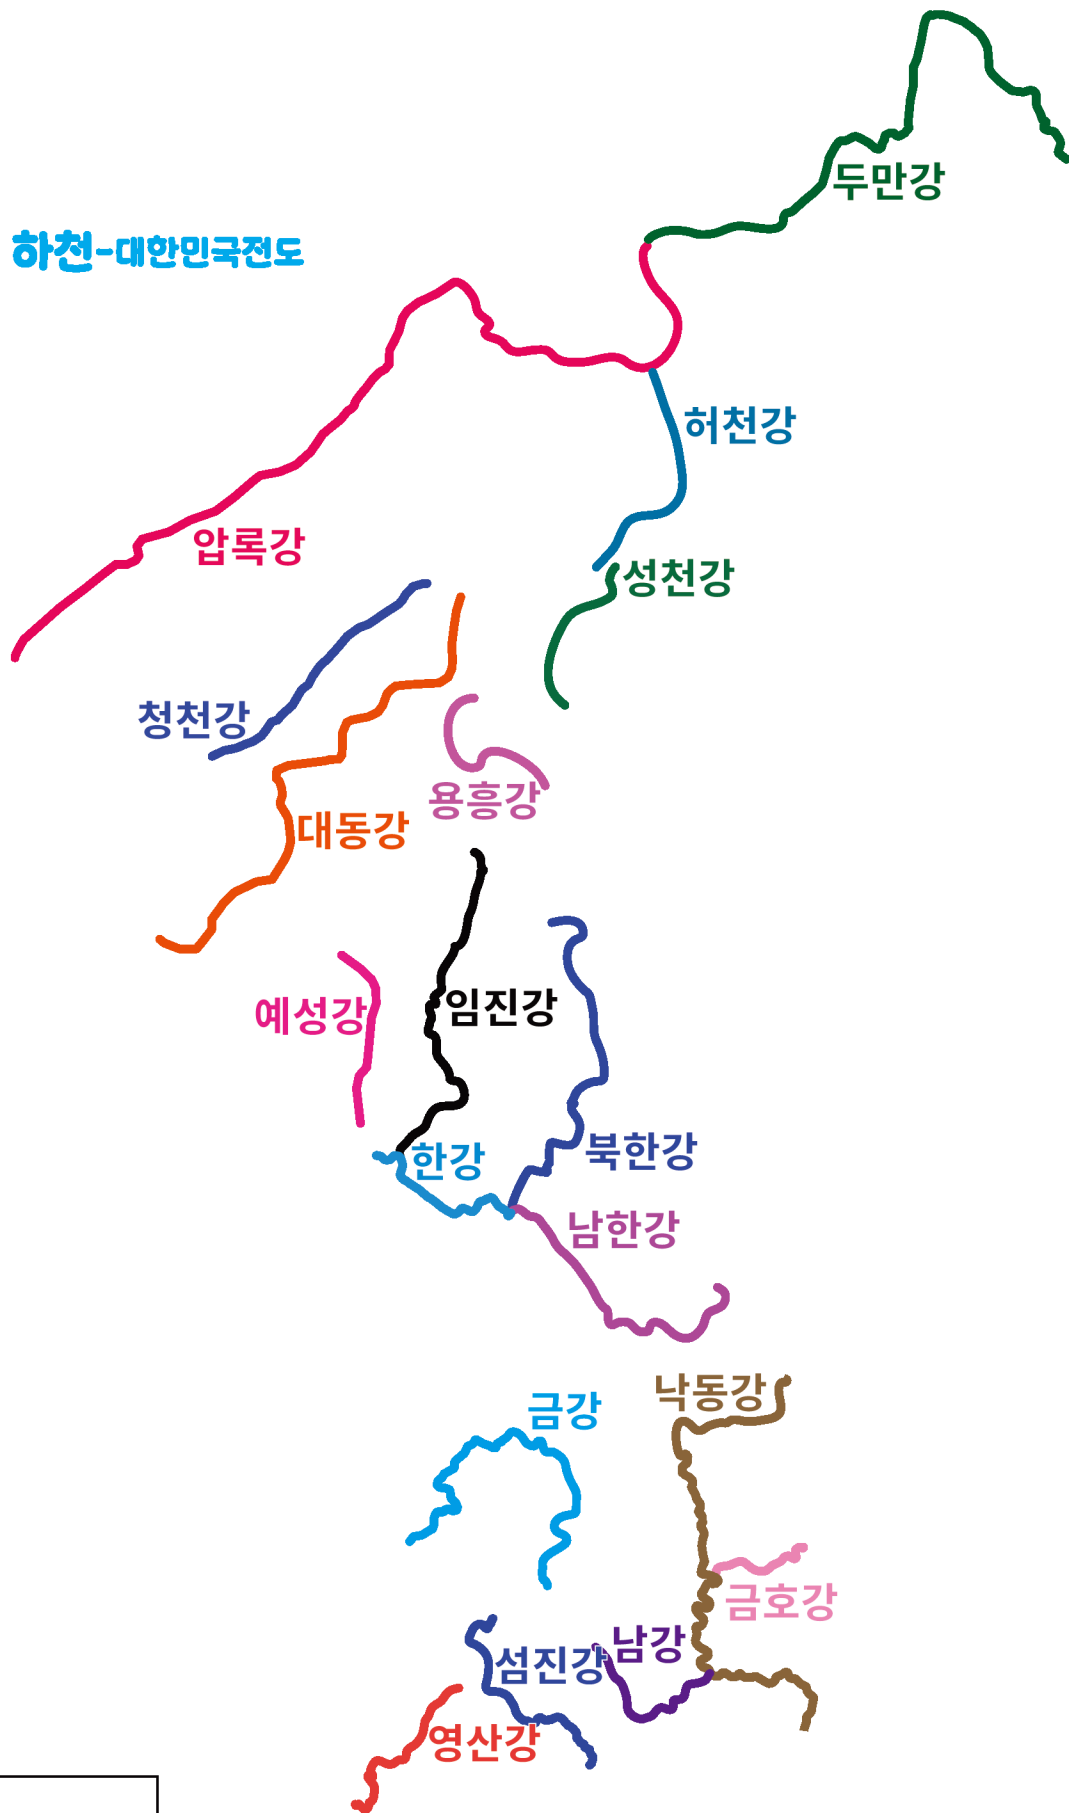 두만강
하천-대한민국전도
허천강
압록강
성천강
청천강
용흥강
대동강
임진강
예성강
북한강
한강
남한강
낙동강
금강
금호강
남강
섬진강
영산강